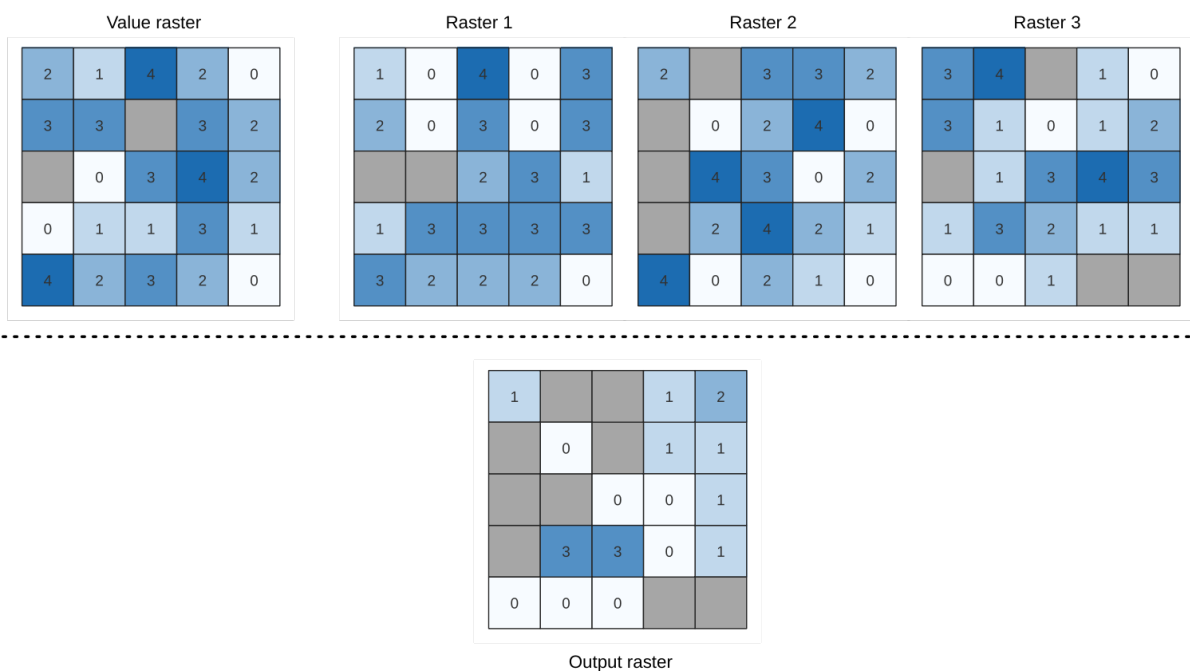 Value raster Raster 1 Raster 2 Raster 3
2 1 4 2 0 1 0 4 0 3 2 3 3 2 3 4 1 0
3 3 3 2 2 0 3 0 3 0 2 4 0 3 1 0 1 2
0 3 4 2 2 3 1 4 3 0 2 1 3 4 3
0 1 1 3 1 1 3 3 3 3 2 4 2 1 1 3 2 1 1
4 2 3 2 0 3 2 2 2 0 4 0 2 1 0 0 0 1
1 1 2
0 1 1
0 0 1
3 3 0 1
0 0 0
Output raster